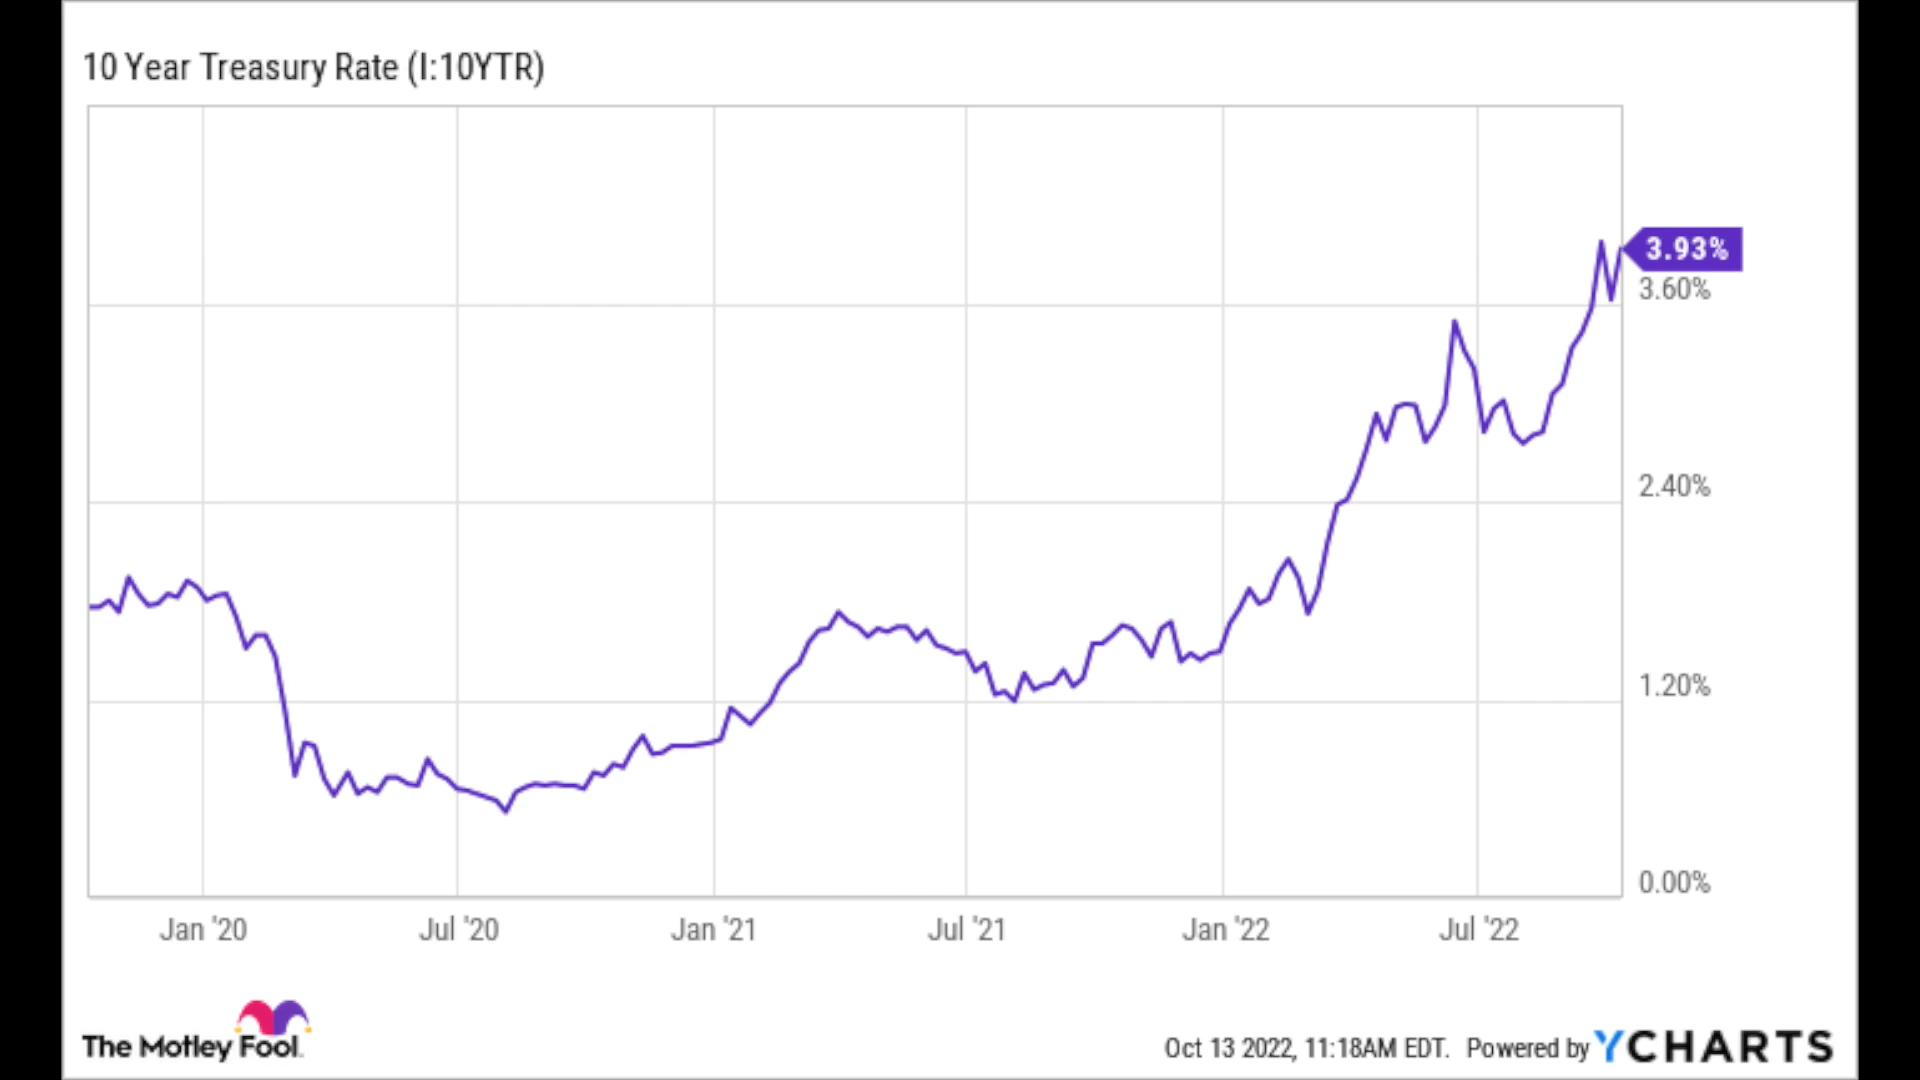 10 Year Treasury Rate (I:10YTR)
3.93%
3.60%
2.40%
1.20%
0.00%
Jan '20 Jul '20 Jan '21 Jul '21 Jan '22 Jul '22
The Motley Fool.
Oct 13 2022, 11:18AM EDT. Powered by YCHARTS